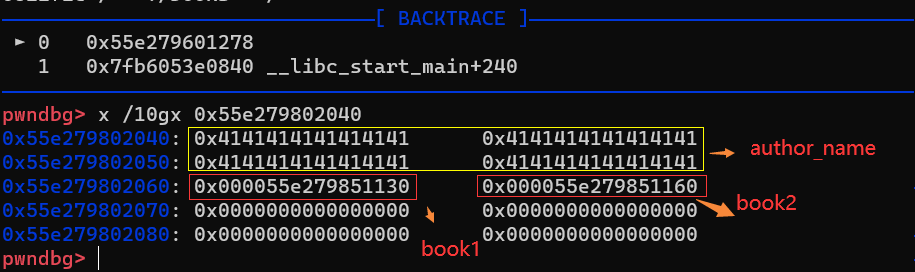 [ BACKTRACE ]
► 0 0x55e279601278
1 0x7fb6053e0840 __libc_start_main+240
pwndbg> x /10gx 0x55e279802040
0x55e279802040: 0x4141414141414141 0x4141414141414141
0x55e279802050: 0x4141414141414141 0x4141414141414141
author_name
0x55e279802060: 0x000055e279851130 0x000055e279851160
book2
0x55e279802070: 0x0000000000000000 0x0000000000000000
0x55e279802080: 0x0000000000000000 0x0000000000000000
book1
pwndbg>